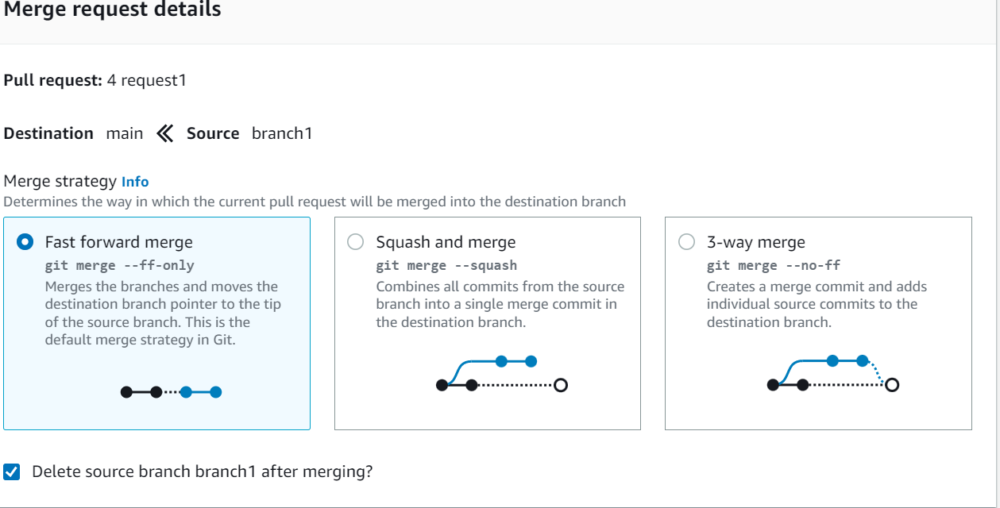 Merge request details
Pull request: 4 request1
Destination main Source branch1
Merge strategy Info
Determines the way in which the current pull request will be merged into the destination branch
Fast forward merge
git merge --ff-only
Merges the branches and moves the
destination branch pointer to the tip
of the source branch. This is the
default merge strategy in Git.
Squash and merge
git merge --squash
Combines all commits from the source
branch into a single merge commit in
the destination branch.
3-way merge
git merge --no-ff
Creates a merge commit and adds
individual source commits to the
destination branch.
Delete source branch branch1 after merging?